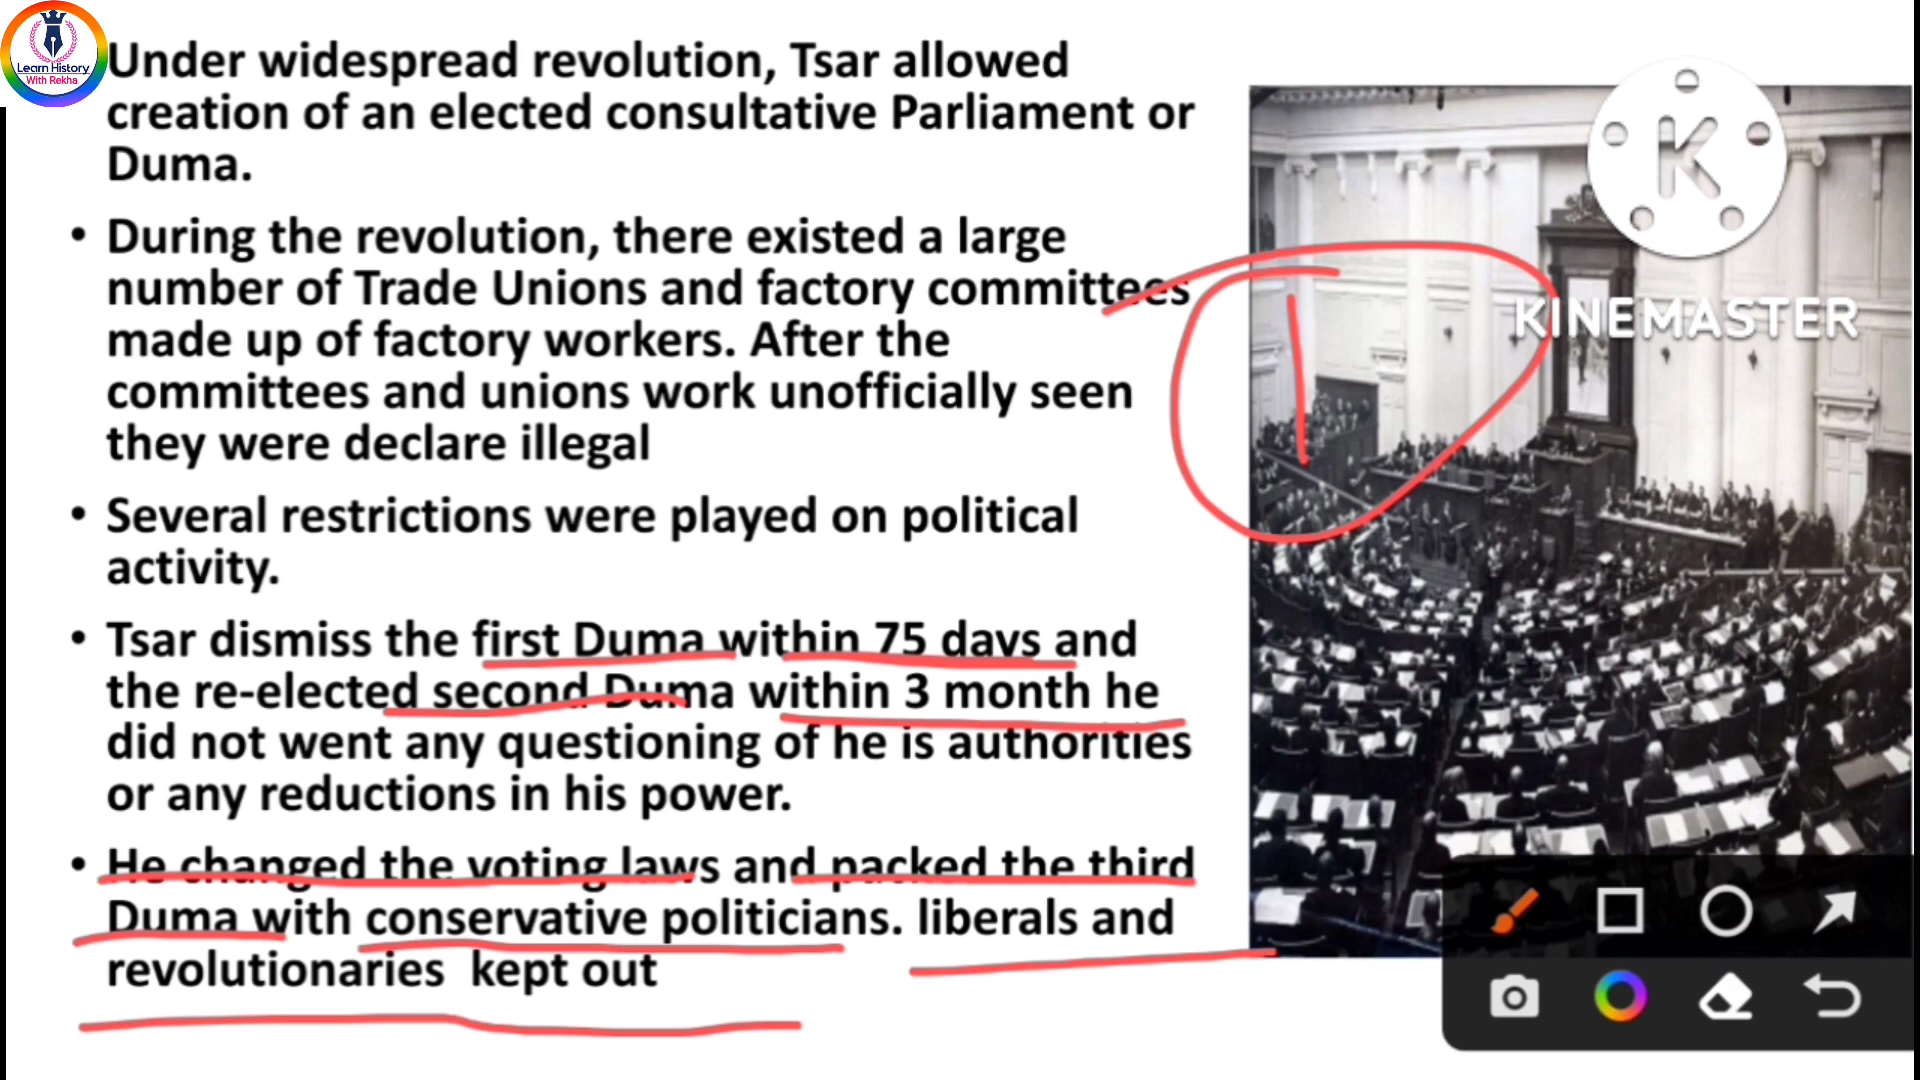 Learn History
With Rekha
Under widespread revolution, Tsar allowed
creation of an elected consultative Parliament or
Duma.
• During the revolution, there existed a large
number of Trade Unions and factory committees
made up of factory workers. After the
committees and unions work unofficially seen
they were declare illegal
• Several restrictions were played on political
activity.
• Tsar dismiss the first Duma within 75 days and
the re-elected second Duma within 3 month he
did not went any questioning of he is authorities
or any reductions in his power.
• He changed the voting laws and packed the third
Duma with conservative politicians. liberals and
revolutionaries kept out
K
KINEMASTER